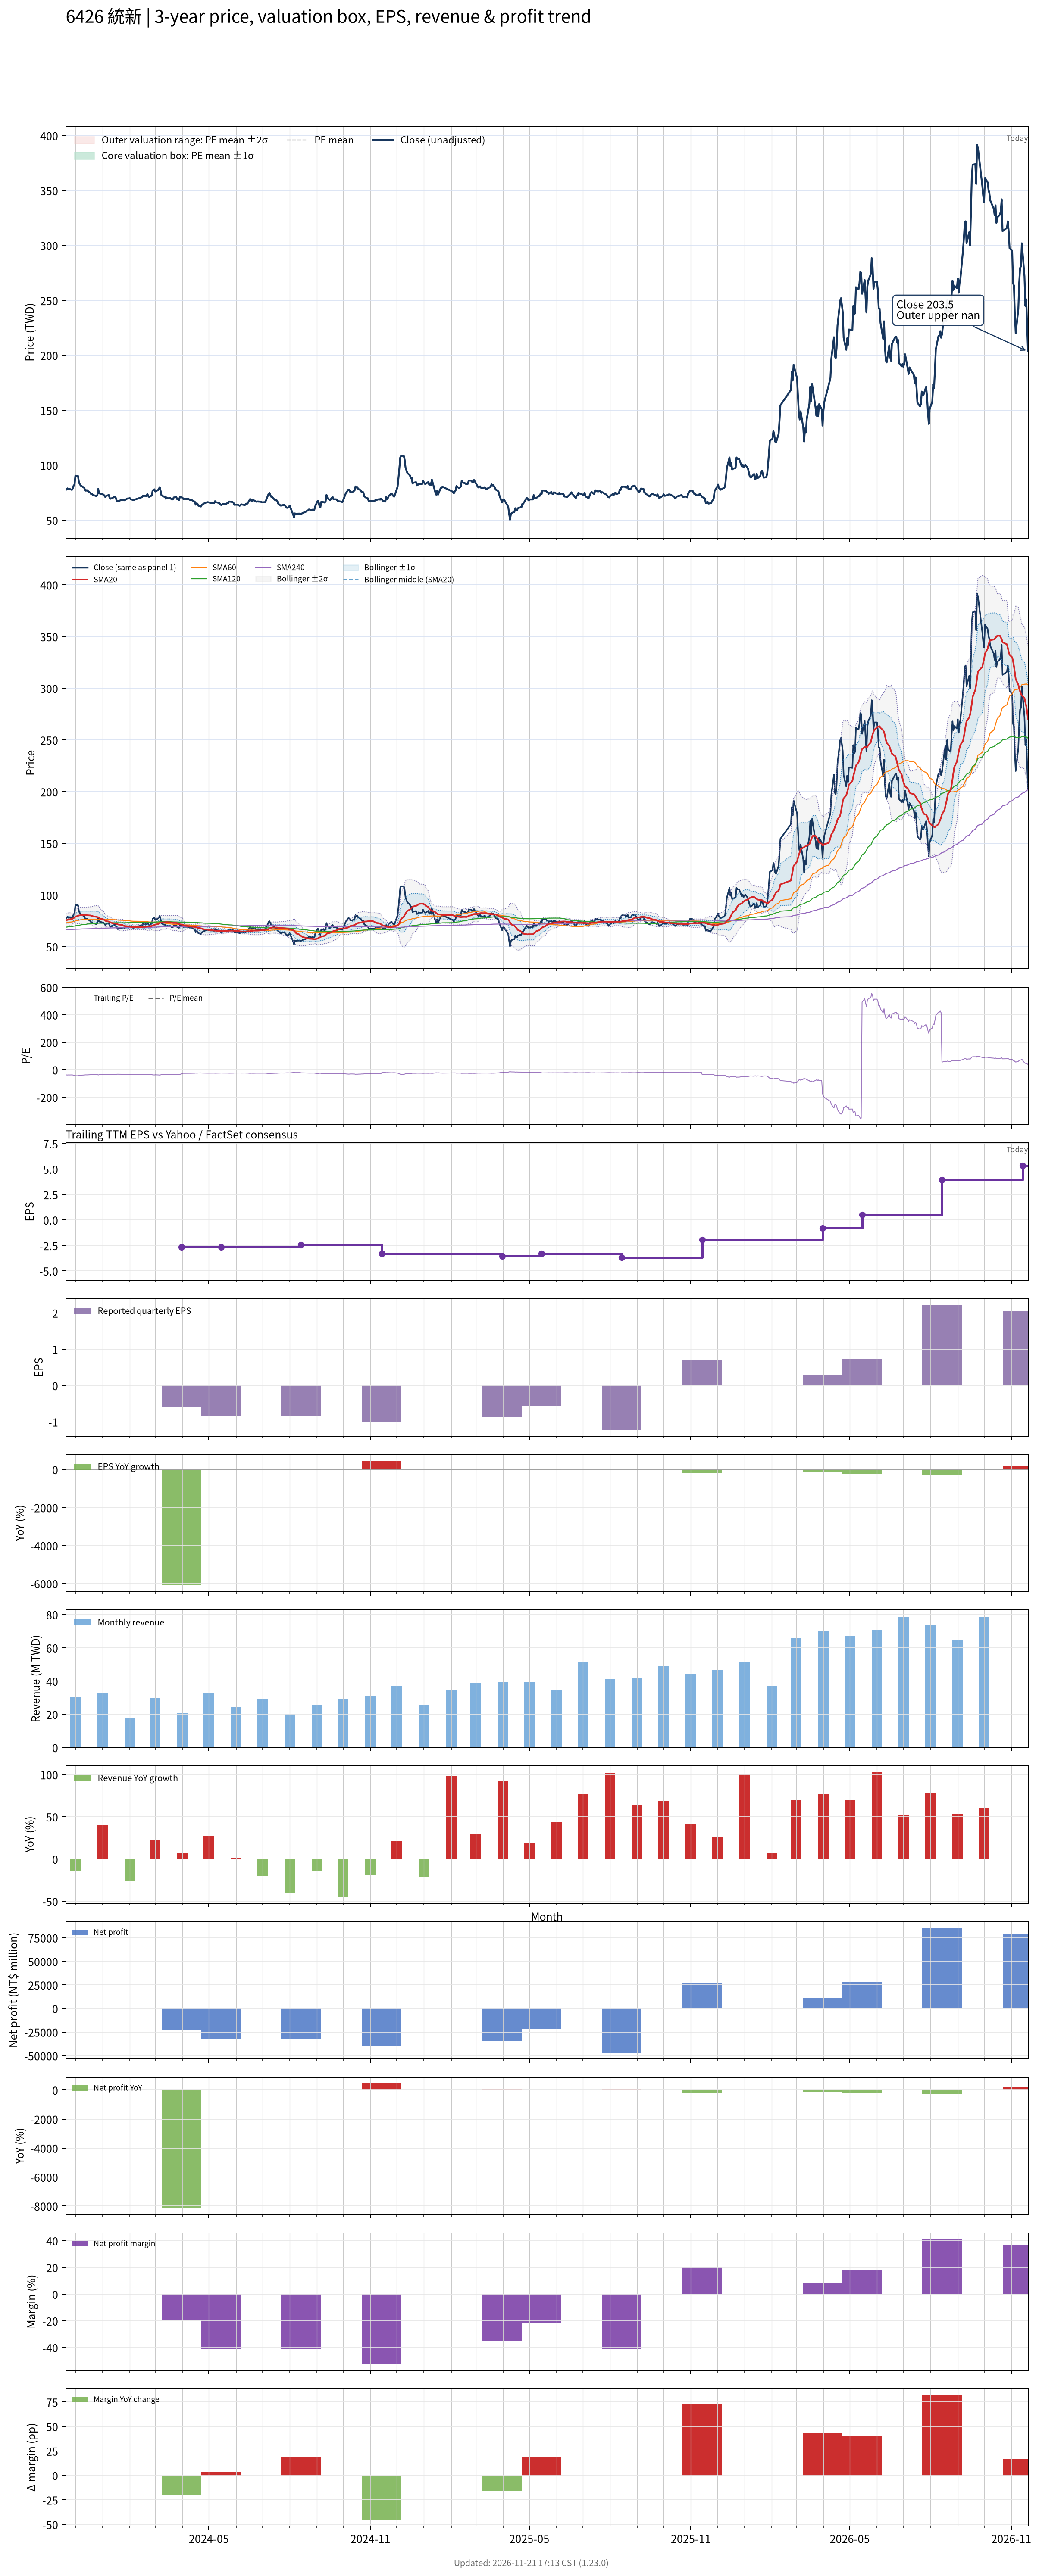 6426 統新 | 3-year price, valuation box, EPS, revenue & profit trend
Outer valuation range: PE mean ±2σ
Core valuation box: PE mean ±1σ
PE mean
Close (unadjusted)
Today
Close 203.5
Outer upper nan
Price (TWD)
400
350
300
250
200
150
100
50
Close (same as panel 1)
SMA20
SMA60
SMA120
SMA240
Bollinger ±2σ
Bollinger ±1σ
Bollinger middle (SMA20)
Price
400
350
300
250
200
150
100
50
Trailing P/E
P/E mean
P/E
600
400
200
0
-200
Trailing TTM EPS vs Yahoo / FactSet consensus
Today
EPS
7.5
5.0
2.5
0.0
-2.5
-5.0
Reported quarterly EPS
EPS
2
1
0
-1
EPS YoY growth
YoY (%)
0
-2000
-4000
-6000
Monthly revenue
Revenue (M TWD)
80
60
40
20
0
Revenue YoY growth
YoY (%)
100
50
0
-50
Month
Net profit
Net profit (NT$ million)
75000
50000
25000
0
-25000
-50000
Net profit YoY
YoY (%)
0
-2000
-4000
-6000
-8000
Net profit margin
Margin (%)
40
20
0
-20
-40
Margin YoY change
Δ margin (pp)
75
50
25
0
-25
-50
2024-05
2024-11
2025-05
2025-11
2026-05
2026-11
Updated: 2026-11-21 17:13 CST (1.23.0)